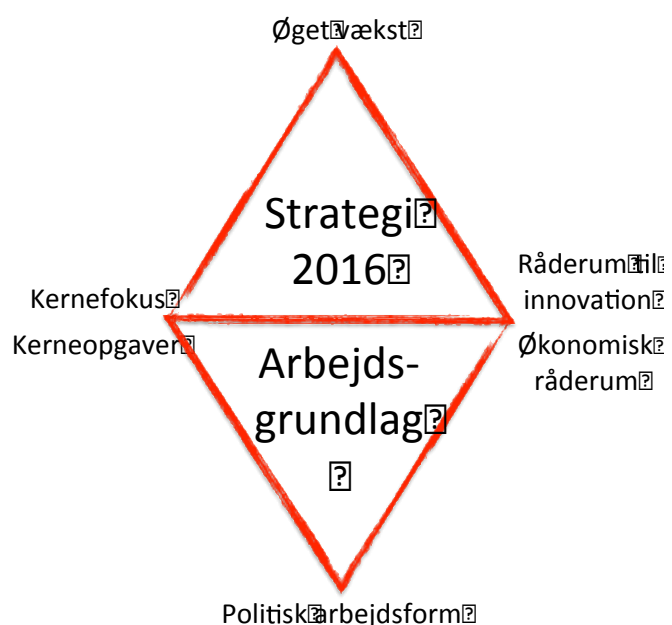 Øget vækst
Strategi
2016
Råderum til
innovation
Kernefokus
Kerneopgaver
Økonomisk
råderum
Arbejds-
grundlag
Politisk arbejdsform